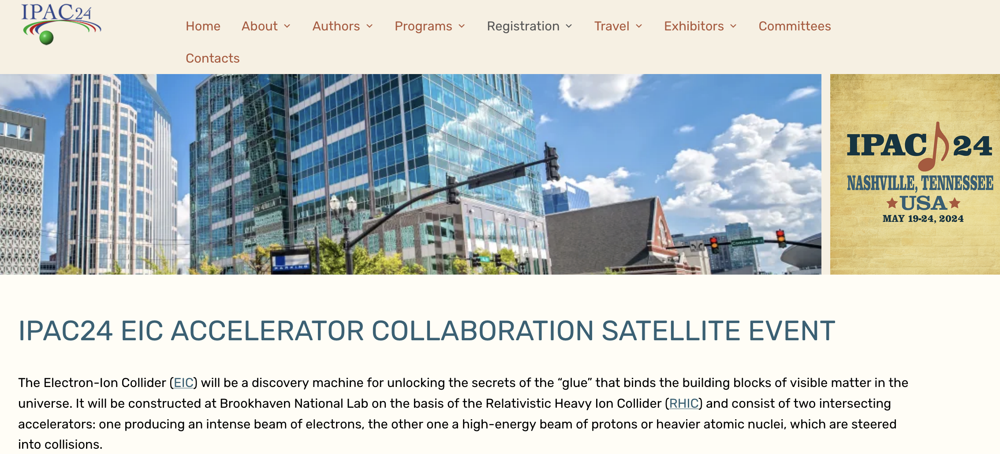 IPAC24
Home About Authors Programs Registration Travel Exhibitors Committees
Contacts
PARKING
Commerce
IPAC 24
NASHVILLE, TENNESSEE
USA
MAY 19-24, 2024
IPAC24 EIC ACCELERATOR COLLABORATION SATELLITE EVENT
The Electron-Ion Collider (EIC) will be a discovery machine for unlocking the secrets of the “glue” that binds the building blocks of visible matter in the
universe. It will be constructed at Brookhaven National Lab on the basis of the Relativistic Heavy Ion Collider (RHIC) and consist of two intersecting
accelerators: one producing an intense beam of electrons, the other one a high-energy beam of protons or heavier atomic nuclei, which are steered
into collisions.